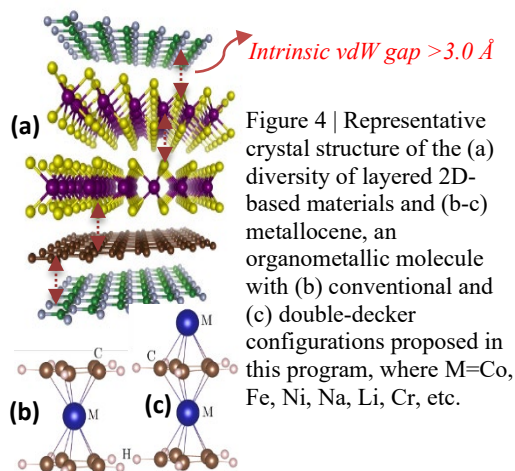 Intrinsic vdW gap >3.0 Å
(a)
Figure 4 | Representative
crystal structure of the (a)
diversity of layered 2D-
based materials and (b-c)
metallocene, an
organometallic molecule
with (b) conventional and
(c) double-decker
configurations proposed in
this program, where M=Co,
Fe, Ni, Na, Li, Cr, etc.
M
C
C
(b)
M
(c)
M
H